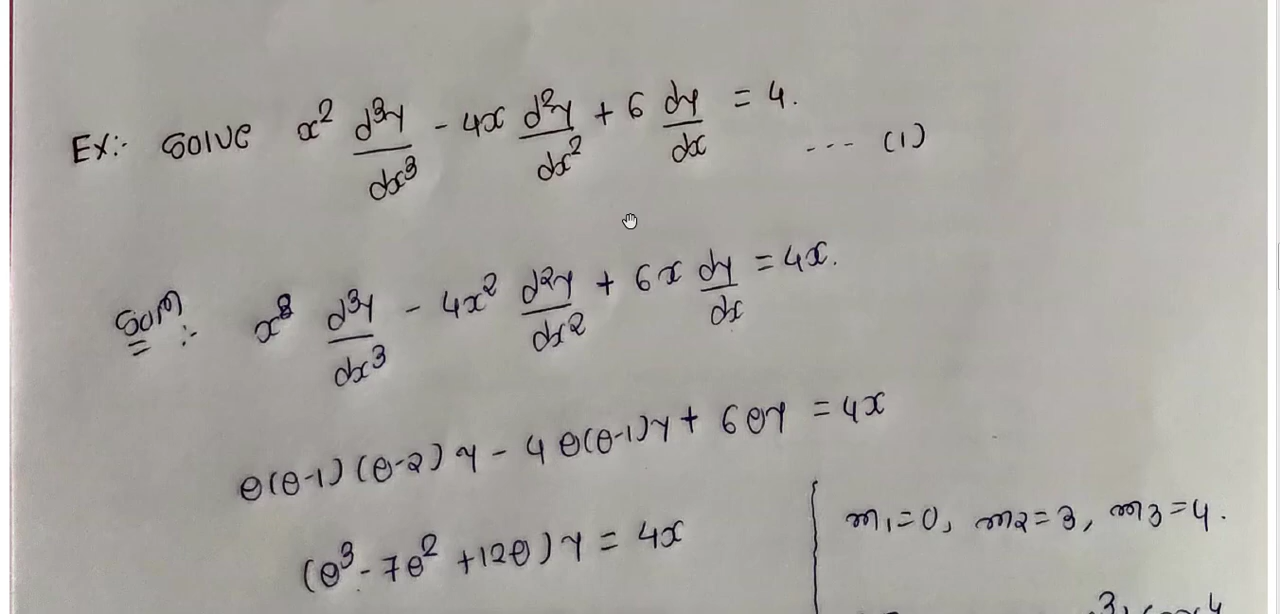 Ex:- Solve x² d³y/dx³ - 4x d²y/dx² + 6 dy/dx = 4. --- (1)
Soln:- x³ d³y/dx³ - 4x² d²y/dx² + 6x dy/dx = 4x.
θ(θ-1)(θ-2)y - 4θ(θ-1)y + 6θy = 4x
(θ³ - 7θ² + 12θ)y = 4x
m₁=0, m₂=3, m₃=4.